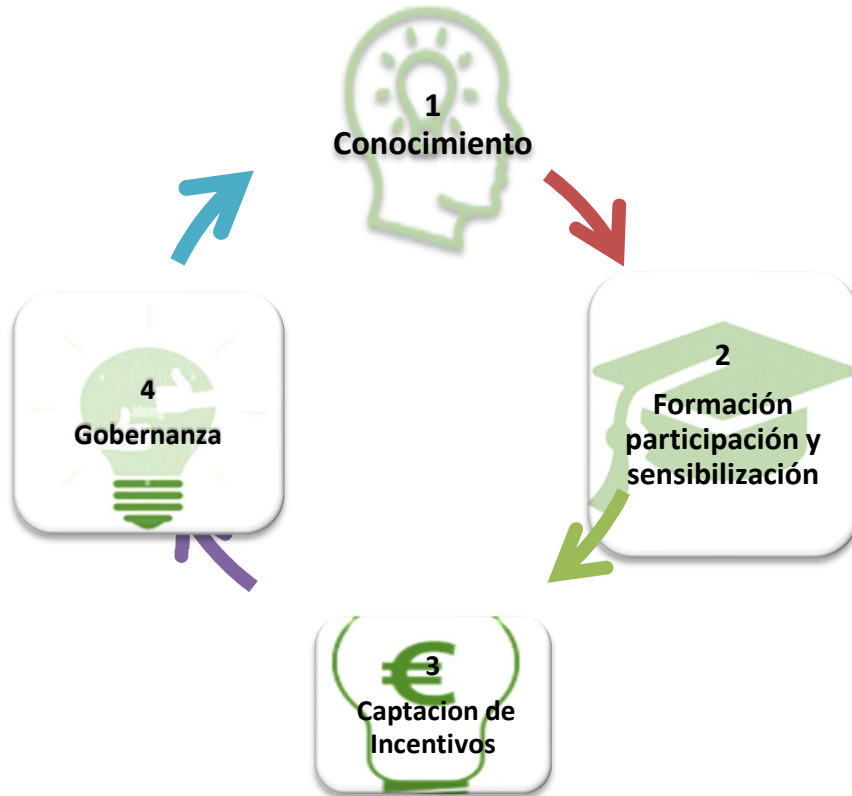 1
Conocimiento
2
Formación
participación y
sensibilización
3
Captacion de
Incentivos
4
Gobernanza